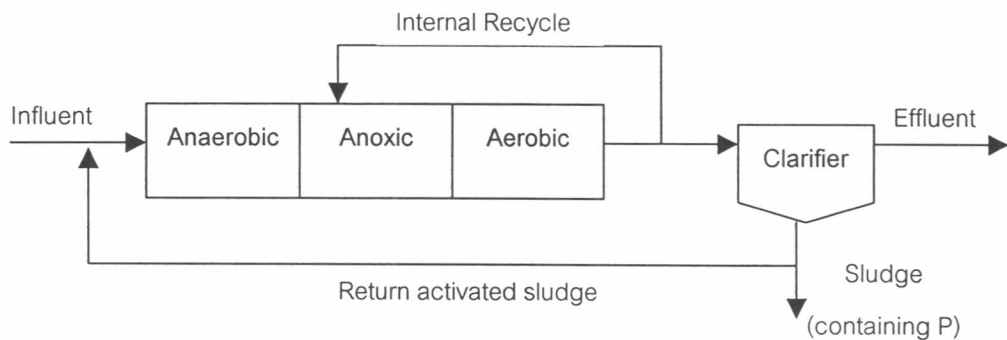 Internal Recycle
Influent
Anaerobic
Anoxic
Aerobic
Clarifier
Effluent
Return activated sludge
Sludge
(containing P)